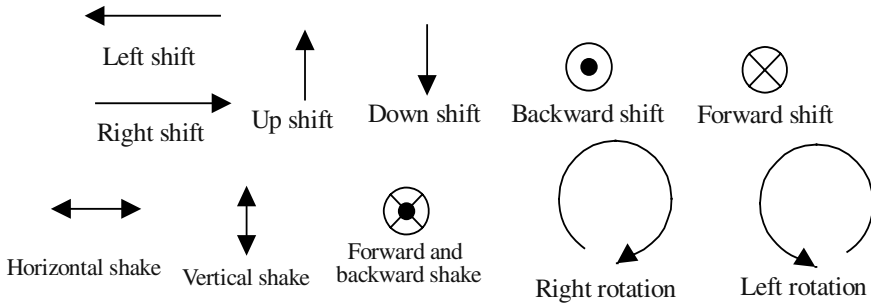 Left shift
Right shift
Up shift
Down shift
Backward shift
Forward shift
Horizontal shake
Vertical shake
Forward and
backward shake
Right rotation
Left rotation